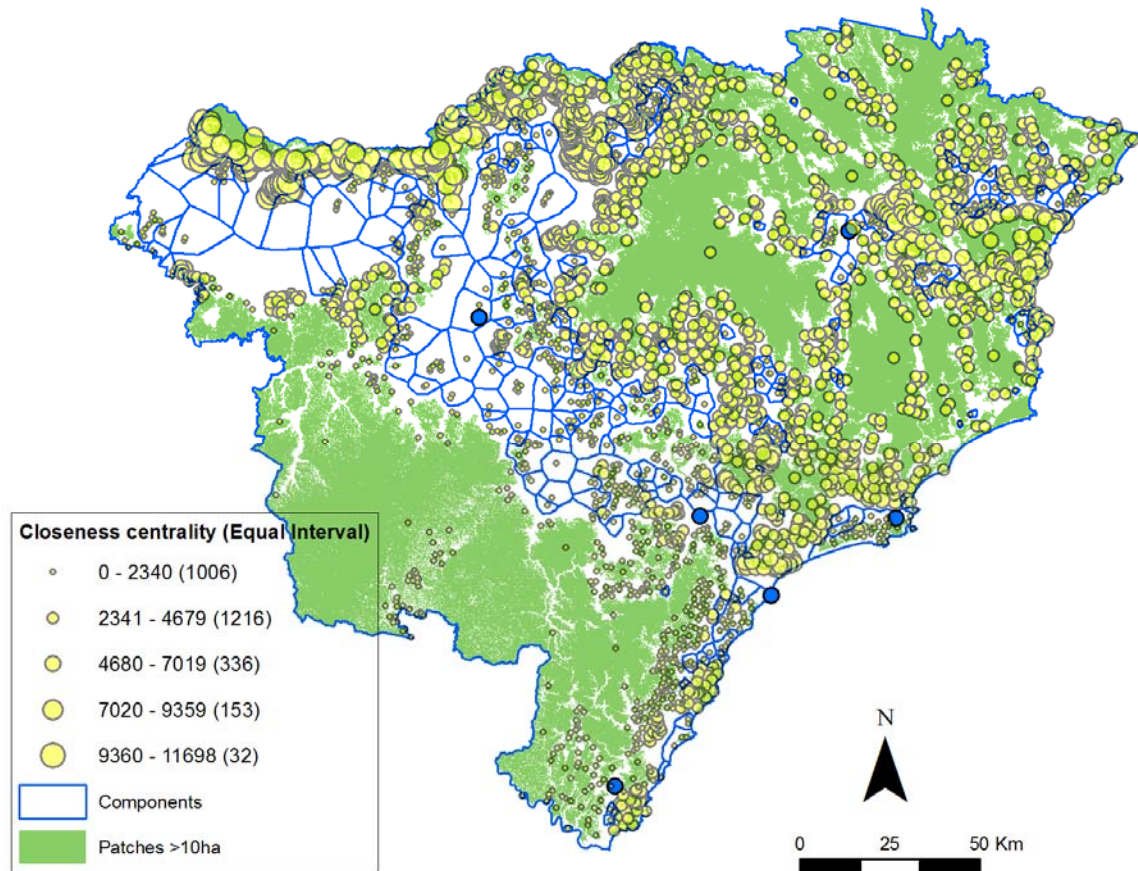 Closeness centrality (Equal Interval)
0 - 2340 (1006)
2341 - 4679 (1216)
4680 - 7019 (336)
7020 - 9359 (153)
9360 - 11698 (32)
Components
Patches >10ha
N
0 25 50 Km